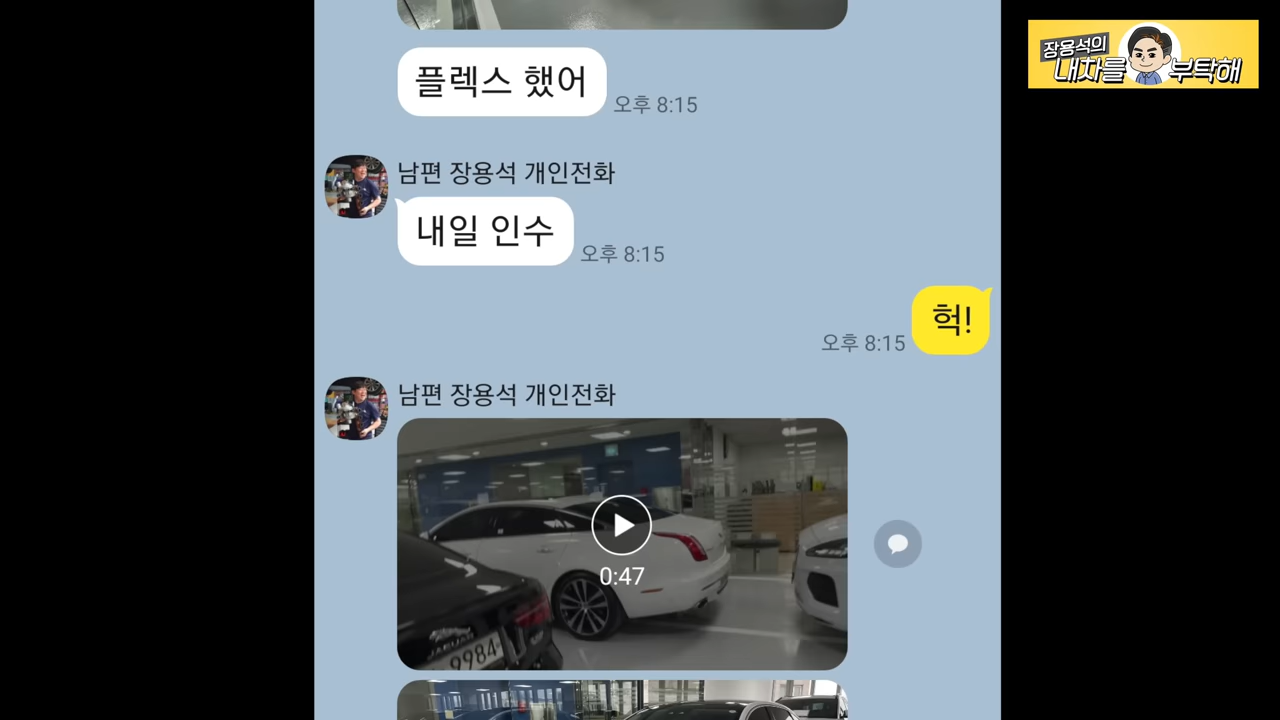 장용석의
내차를 부탁해
플렉스 했어
오후 8:15
남편 장용석 개인전화
내일 인수
오후 8:15
헉!
오후 8:15
남편 장용석 개인전화
0:47
JAGUAR
9984